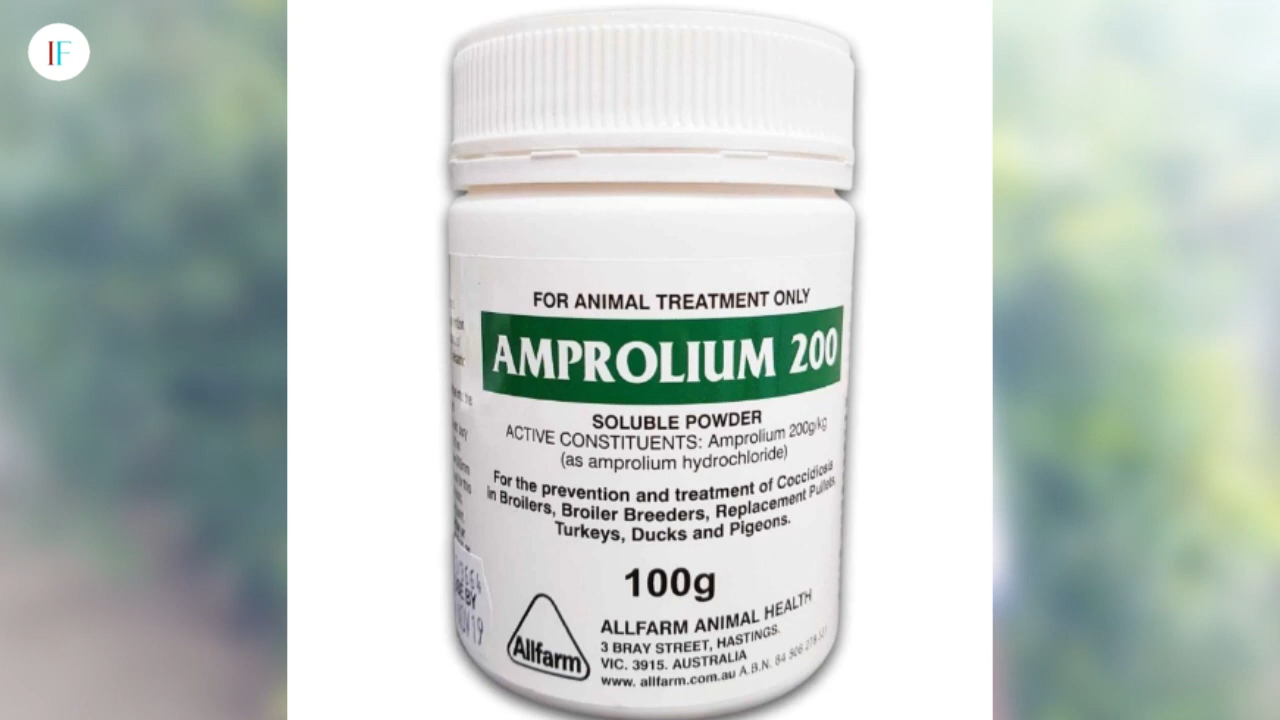 IF
FOR ANIMAL TREATMENT ONLY
AMPROLIUM 200
SOLUBLE POWDER
ACTIVE CONSTITUENTS: Amprolium 200g/kg
(as amprolium hydrochloride)
For the prevention and treatment of Coccidiosis
in Broilers, Broiler Breeders, Replacement Pullets,
Turkeys, Ducks and Pigeons.
100g
Allfarm
ALLFARM ANIMAL HEALTH
3 BRAY STREET, HASTINGS.
VIC. 3915. AUSTRALIA
www. allfarm.com.au A.B.N. 84 506